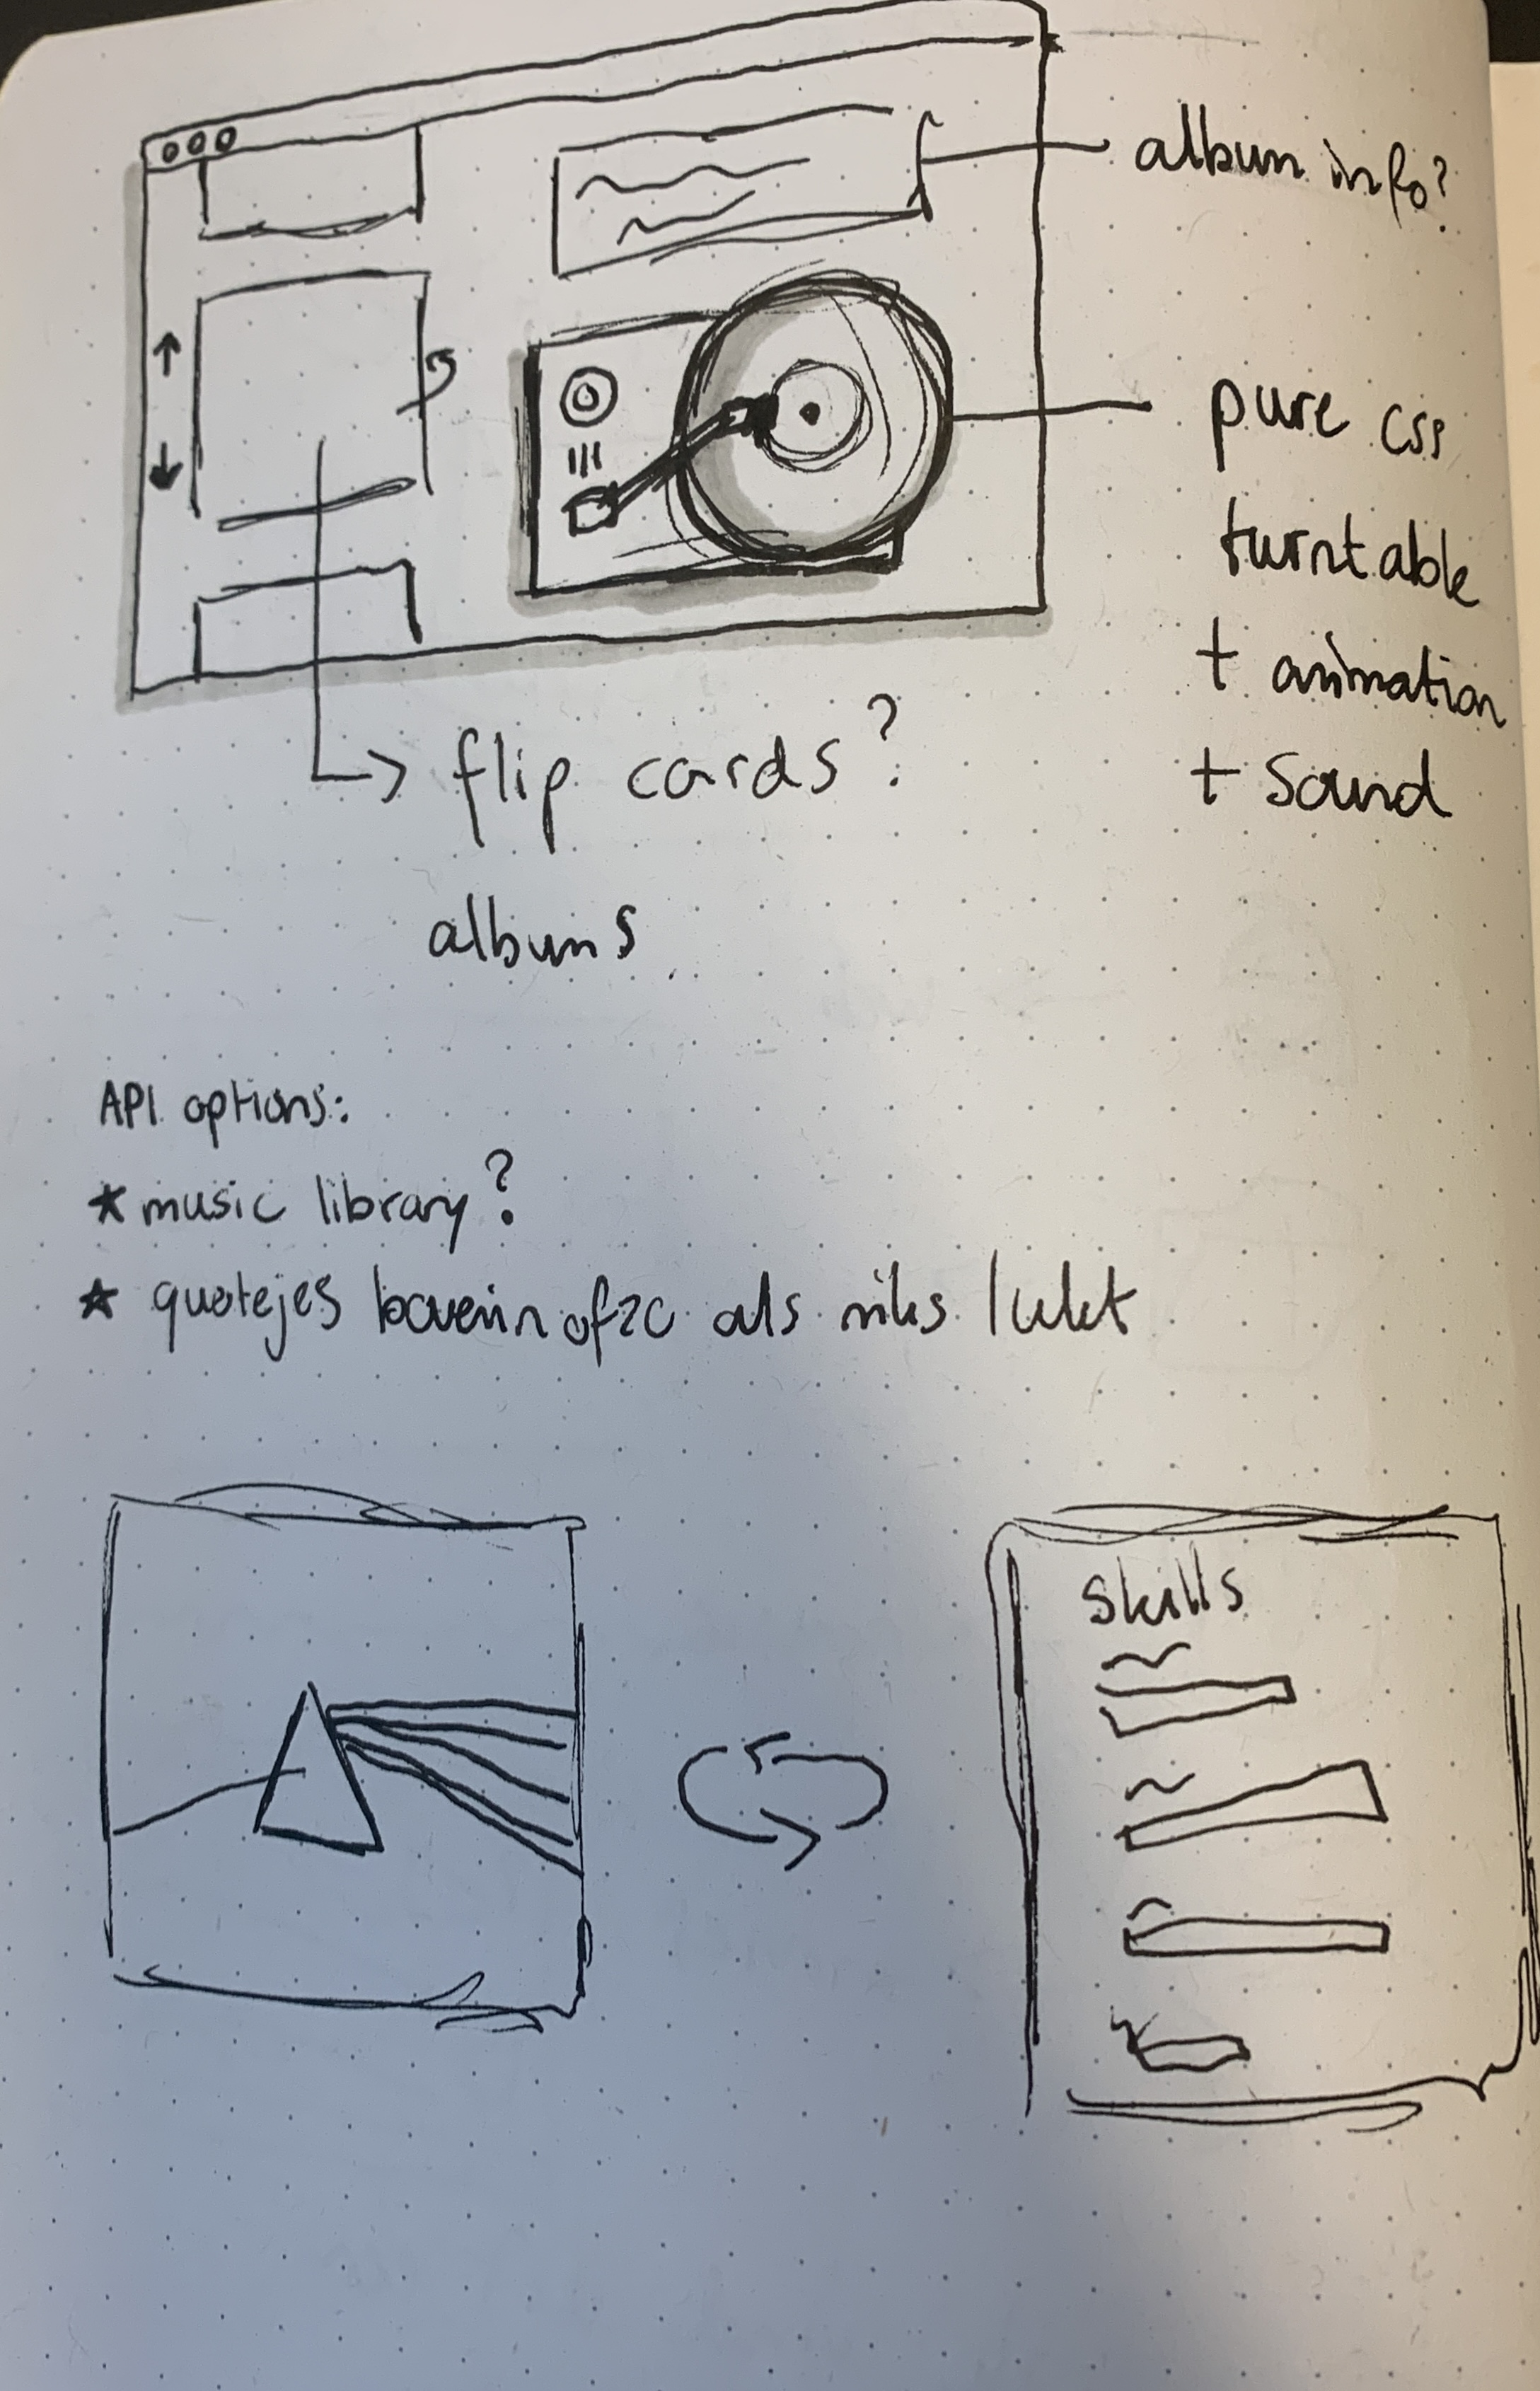 album info?
pure css
turntable
+ animation
+ sound
flip cards?
albums
API options:
* music library?
* quotejes bovenin ofzo als niks lukt
Skills